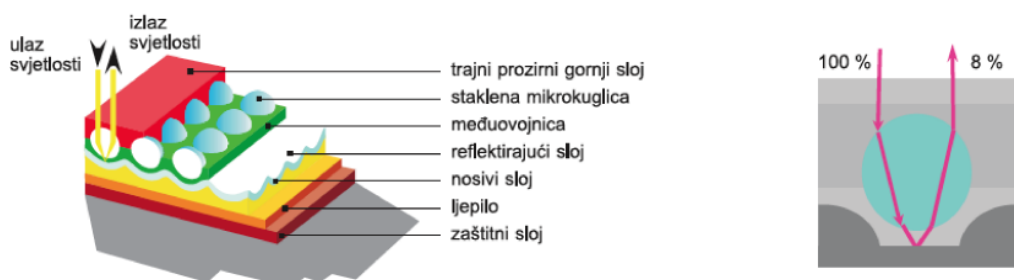 ulaz
svjetlosti
izlaz
svjetlosti
trajni prozirni gornji sloj
staklena mikrokuglica
međuovojnica
reflektirajući sloj
nosivi sloj
ljepilo
zaštitni sloj
100 %
8 %